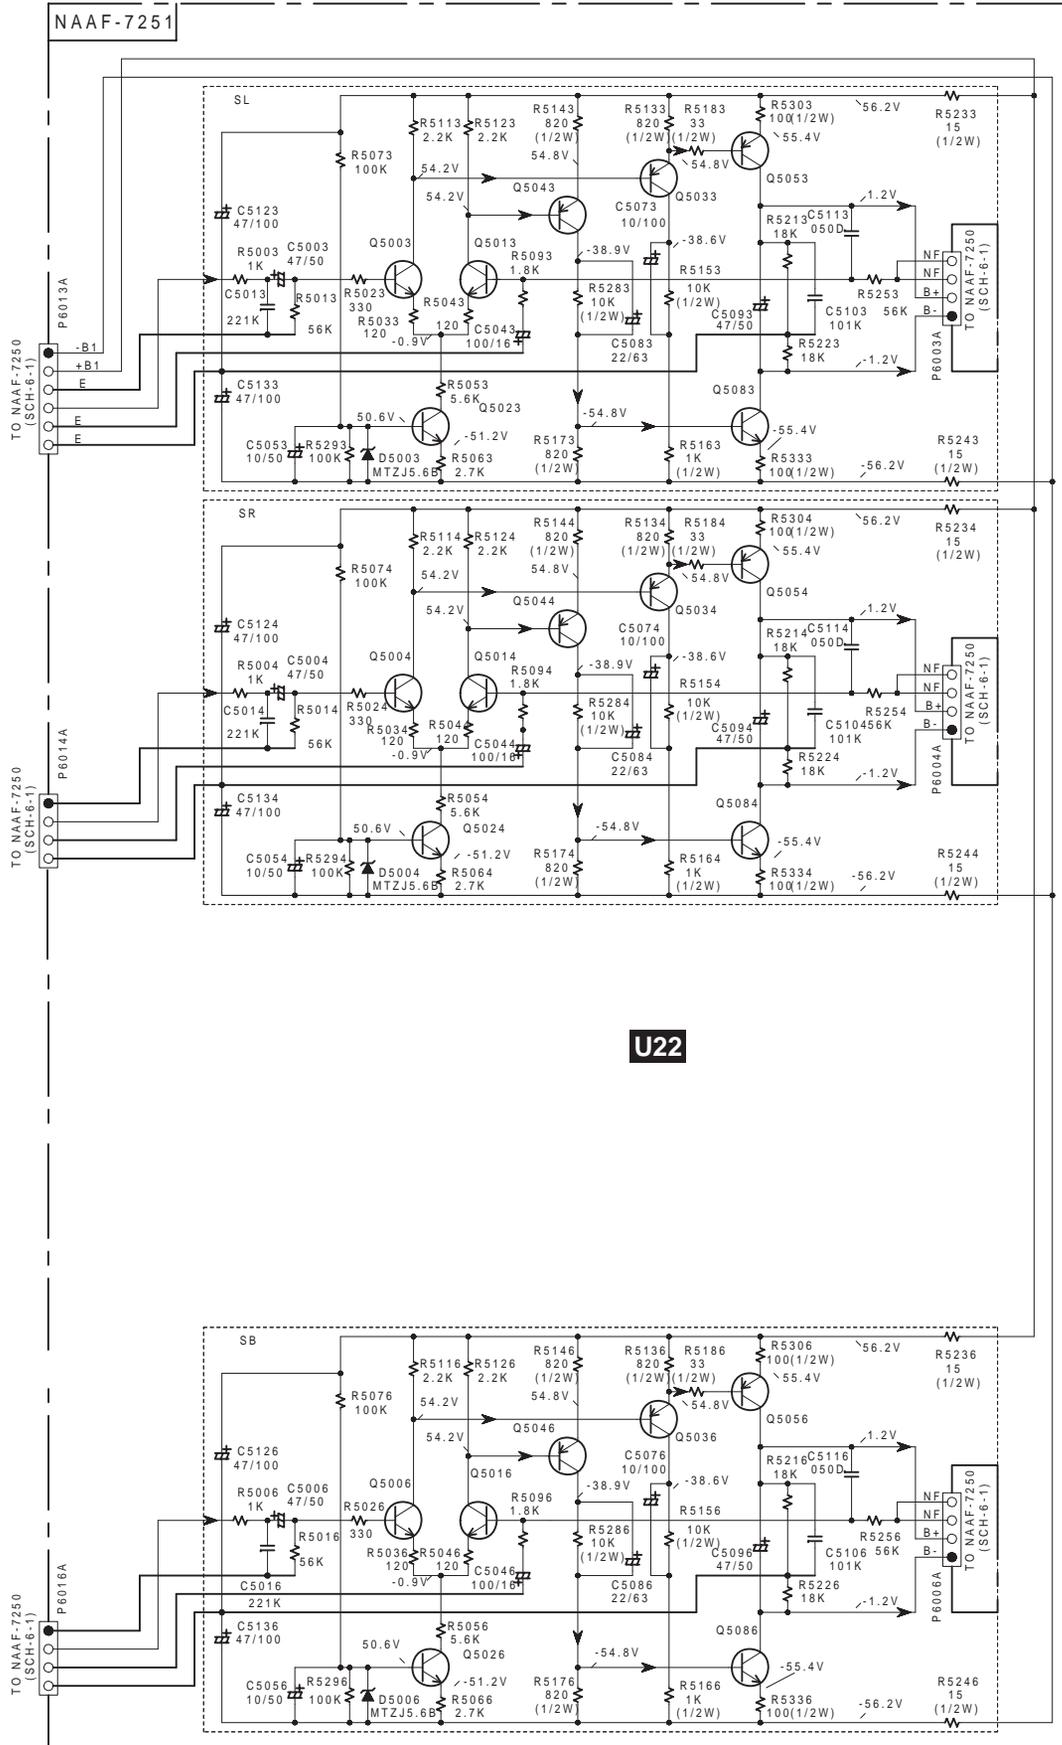 NAAF-7251
SL
R5113
2.2K
R5123
2.2K
R5143
820
(1/2W)
R5133
820
(1/2W)
R5183
33
(1/2W)
R5303
100(1/2W)
56.2V
R5233
15
(1/2W)
55.4V
R5073
100K
54.2V
54.8V
54.8V
Q5053
54.2V
Q5043
Q5033
C5123
47/100
C5073
10/100
1.2V
R5213
18K
C5113
050D
R5003
1K
C5003
47/50
Q5003
Q5013
R5093
1.8K
-38.9V
-38.6V
NF
NF
B+
B-
TO NAAF-7250
(SCH-6-1)
P6003A
P6013A
C5013
221K
R5013
56K
R5023
330
R5033
120
R5043
120
R5283
10K
(1/2W)
R5153
10K
(1/2W)
R5253
56K
-0.9V
C5043
100/16
C5083
22/63
C5093
47/50
C5103
101K
R5223
18K
-B1
+B1
E
E
E
TO NAAF-7250
(SCH-6-1)
-1.2V
C5133
47/100
R5053
5.6K
Q5023
Q5083
50.6V
-54.8V
C5053
10/50
R5293
100K
D5003
MTZJ5.6B
-51.2V
R5063
2.7K
R5173
820
(1/2W)
R5163
1K
(1/2W)
-55.4V
R5333
100(1/2W)
-56.2V
R5243
15
(1/2W)
SR
R5114
2.2K
R5124
2.2K
R5144
820
(1/2W)
R5134
820
(1/2W)
R5184
33
(1/2W)
R5304
100(1/2W)
56.2V
R5234
15
(1/2W)
55.4V
R5074
100K
54.2V
54.8V
54.8V
Q5054
54.2V
Q5044
Q5034
C5124
47/100
C5074
10/100
1.2V
R5214
18K
C5114
050D
R5004
1K
C5004
47/50
Q5004
Q5014
R5094
1.8K
-38.9V
-38.6V
NF
NF
B+
B-
TO NAAF-7250
(SCH-6-1)
P6004A
P6014A
C5014
221K
R5014
56K
R5024
330
R5034
120
R5044
120
R5284
10K
(1/2W)
R5154
10K
(1/2W)
R5254
-0.9V
C5044
100/16
C5084
22/63
C5094
47/50
C510456K
101K
R5224
18K
TO NAAF-7250
(SCH-6-1)
-1.2V
C5134
47/100
R5054
5.6K
Q5024
Q5084
50.6V
-54.8V
C5054
10/50
R5294
100K
D5004
MTZJ5.6B
-51.2V
R5064
2.7K
R5174
820
(1/2W)
R5164
1K
(1/2W)
-55.4V
R5334
100(1/2W)
-56.2V
R5244
15
(1/2W)
U22
SB
R5116
2.2K
R5126
2.2K
R5146
820
(1/2W)
R5136
820
(1/2W)
R5186
33
(1/2W)
R5306
100(1/2W)
56.2V
R5236
15
(1/2W)
55.4V
R5076
100K
54.2V
54.8V
54.8V
Q5056
54.2V
Q5046
Q5036
C5126
47/100
C5076
10/100
1.2V
R5216
18K
C5116
050D
R5006
1K
C5006
47/50
Q5006
Q5016
R5096
1.8K
-38.9V
-38.6V
NF
NF
B+
B-
TO NAAF-7250
(SCH-6-1)
P6006A
P6016A
C5016
221K
R5016
56K
R5026
330
R5036
120
R5046
120
R5286
10K
(1/2W)
R5156
10K
(1/2W)
R5256
56K
-0.9V
C5046
100/16
C5086
22/63
C5096
47/50
C5106
101K
R5226
18K
TO NAAF-7250
(SCH-6-1)
-1.2V
C5136
47/100
R5056
5.6K
Q5026
Q5086
50.6V
-54.8V
C5056
10/50
R5296
100K
D5006
MTZJ5.6B
-51.2V
R5066
2.7K
R5176
820
(1/2W)
R5166
1K
(1/2W)
-55.4V
R5336
100(1/2W)
-56.2V
R5246
15
(1/2W)